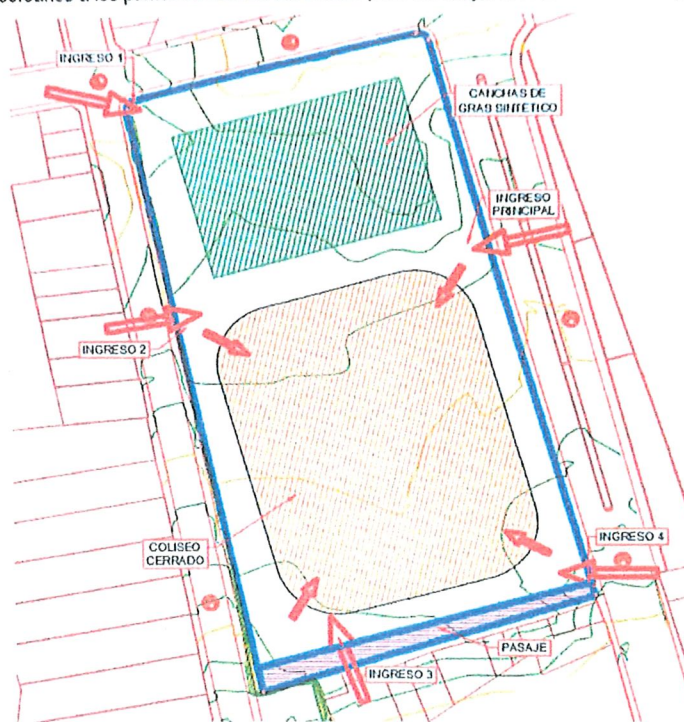 INGRESO 1
CANCHAS DE
GRAS SINTETICO
INGRESO
PRINCIPAL
INGRESO 2
COLISEO
CERRADO
INGRESO 4
PASAJE
INGRESO 3